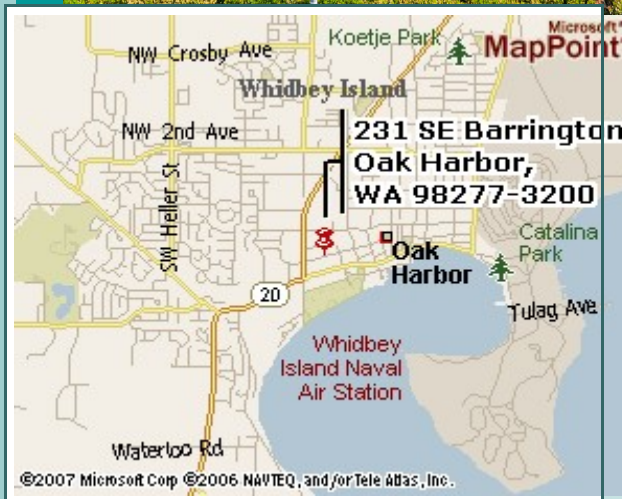 Microsoft
MapPoint
Koetje Park
NW Crosby Ave
Whidbey Island
NW 2nd Ave
231 SE Barrington
Oak Harbor,
WA 98277-3200
SW Heller St
Oak
Harbor
Catalina
Park
20
Tulag Ave
Whidbey
Island Naval
Air Station
Waterloo Rd
©2007 Microsoft Corp ©2006 NAVTEQ, and/or Tele Atlas, Inc.